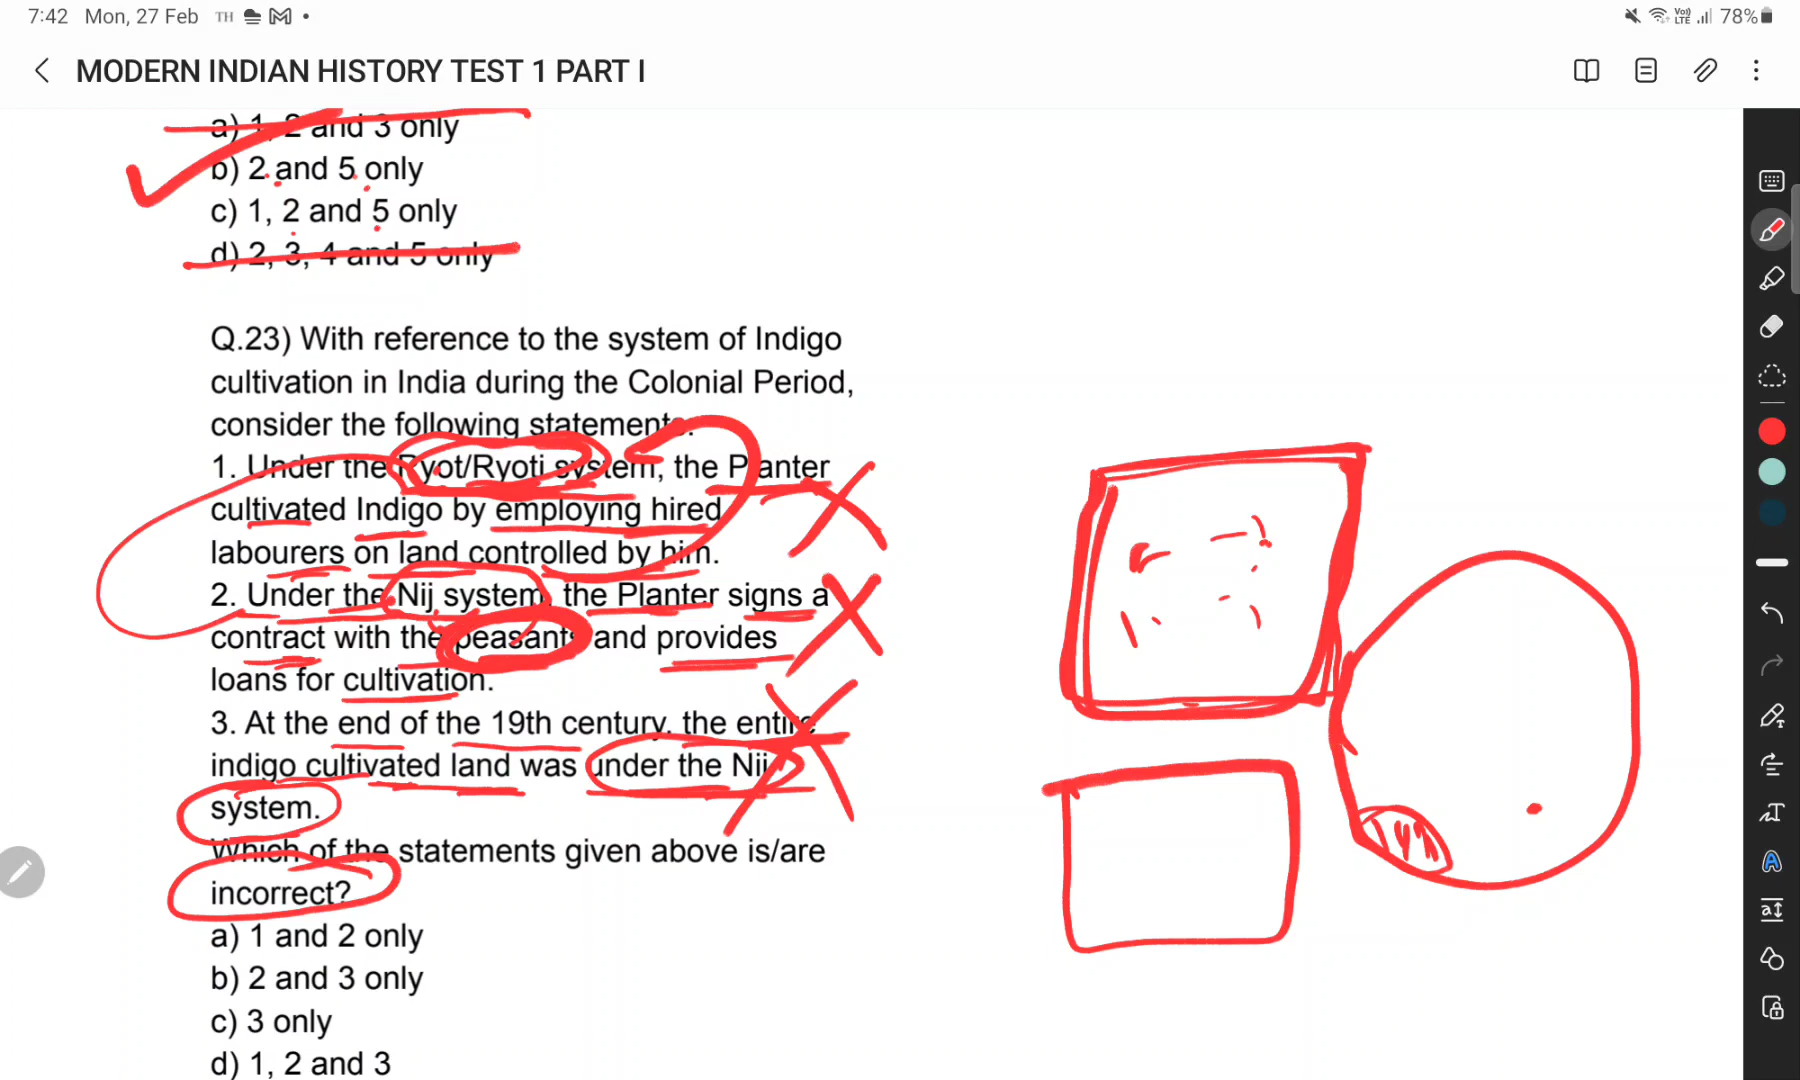 7:42 Mon, 27 Feb TH M •
Vo) LTE 78%
MODERN INDIAN HISTORY TEST 1 PART I
a) 1, 2 and 3 only
b) 2 and 5 only
c) 1, 2 and 5 only
d) 2, 3, 4 and 5 only
Q.23) With reference to the system of Indigo
cultivation in India during the Colonial Period,
consider the following statements.
1. Under the Ryot/Ryoti system, the Planter
cultivated Indigo by employing hired
labourers on land controlled by him.
2. Under the Nij system, the Planter signs a
contract with the peasants and provides
loans for cultivation.
3. At the end of the 19th century, the entire
indigo cultivated land was under the Nij
system.
Which of the statements given above is/are
incorrect?
a) 1 and 2 only
b) 2 and 3 only
c) 3 only
d) 1, 2 and 3